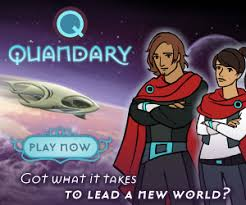 Q
QUANDARY
PLAY NOW
GOT WHAT IT TAKES
TO LEAD A NEW WORLD?